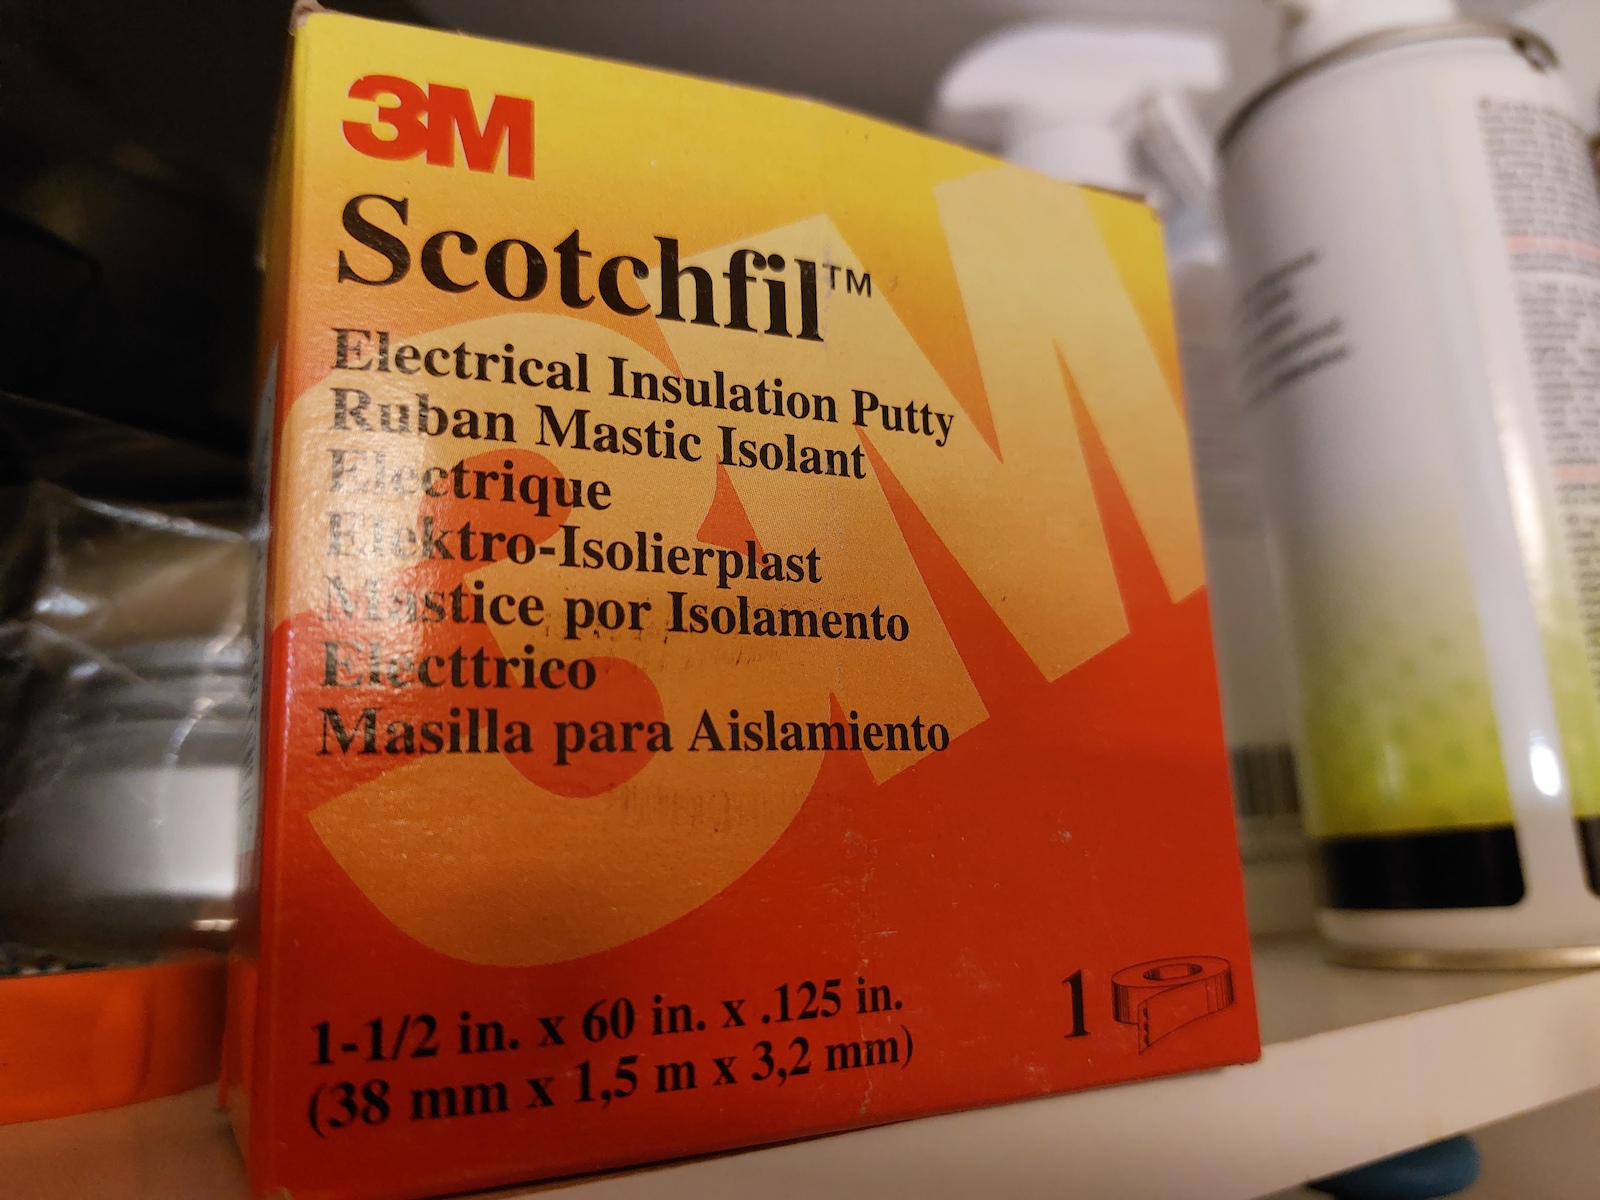 3M
Scotchfil™
Electrical Insulation Putty
Ruban Mastic Isolant
Electrique
Elektro-Isolierplast
Mastice por Isolamento
Electtrico
Masilla para Aislamiento
1-1/2 in. x 60 in. x .125 in.
(38 mm x 1,5 m x 3,2 mm)
1